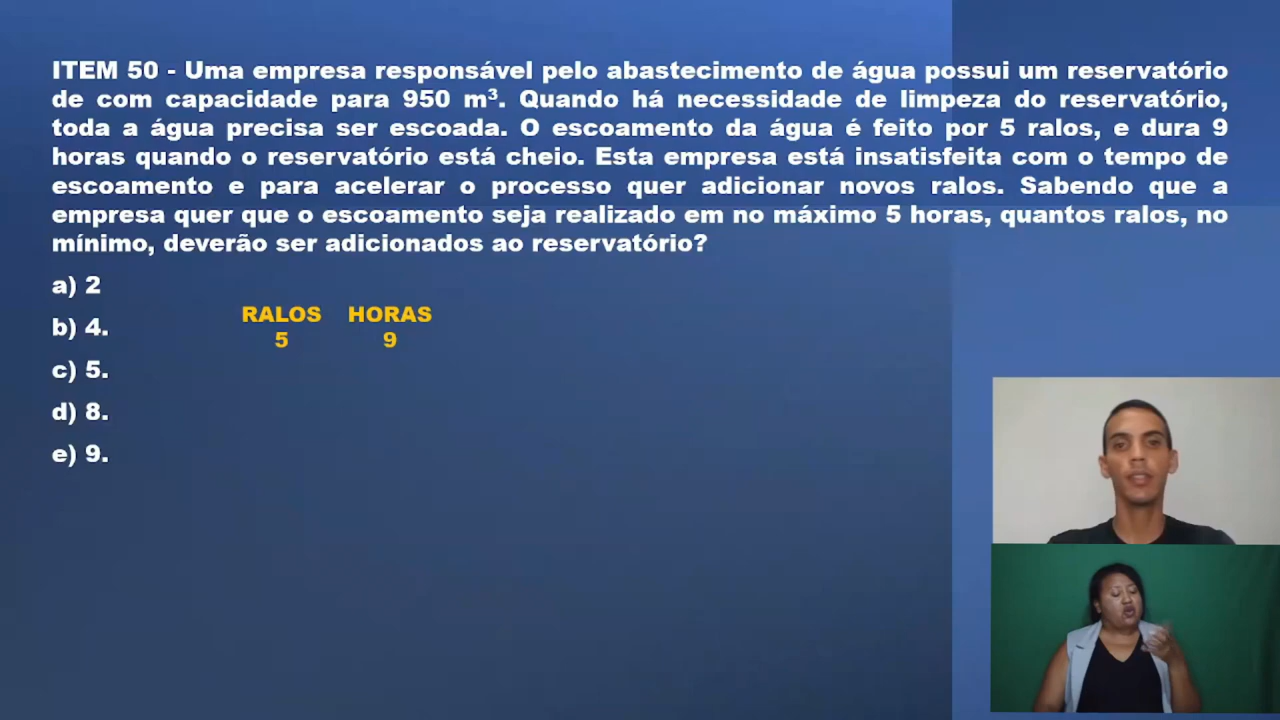 ITEM 50 - Uma empresa responsável pelo abastecimento de água possui um reservatório
de com capacidade para 950 m³. Quando há necessidade de limpeza do reservatório,
toda a água precisa ser escoada. O escoamento da água é feito por 5 ralos, e dura 9
horas quando o reservatório está cheio. Esta empresa está insatisfeita com o tempo de
escoamento e para acelerar o processo quer adicionar novos ralos. Sabendo que a
empresa quer que o escoamento seja realizado em no máximo 5 horas, quantos ralos, no
mínimo, deverão ser adicionados ao reservatório?
a) 2
b) 4.
c) 5.
d) 8.
e) 9.
RALOS HORAS
5 9